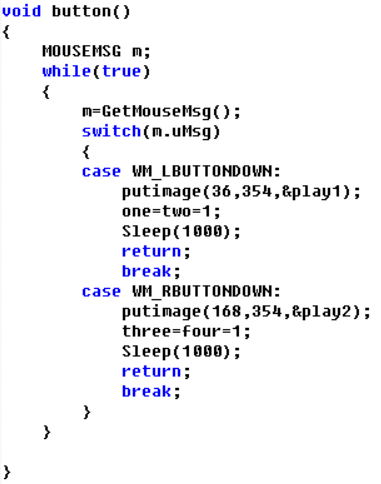 void button()
{
    MOUSEMSG m;
    while(true)
    {
        m=GetMouseMsg();
        switch(m.uMsg)
        {
        case WM_LBUTTONDOWN:
            putimage(36,354,&play1);
            one=two=1;
            Sleep(1000);
            return;
            break;
        case WM_RBUTTONDOWN:
            putimage(168,354,&play2);
            three=four=1;
            Sleep(1000);
            return;
            break;
        }
    }
}